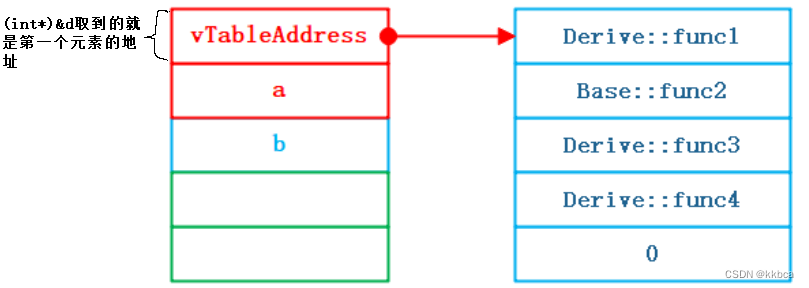 (int*)&d取到的就
是第一个元素的地
址
vTableAddress
a
b
Derive::func1
Base::func2
Derive::func3
Derive::func4
0
CSDN @kkbca